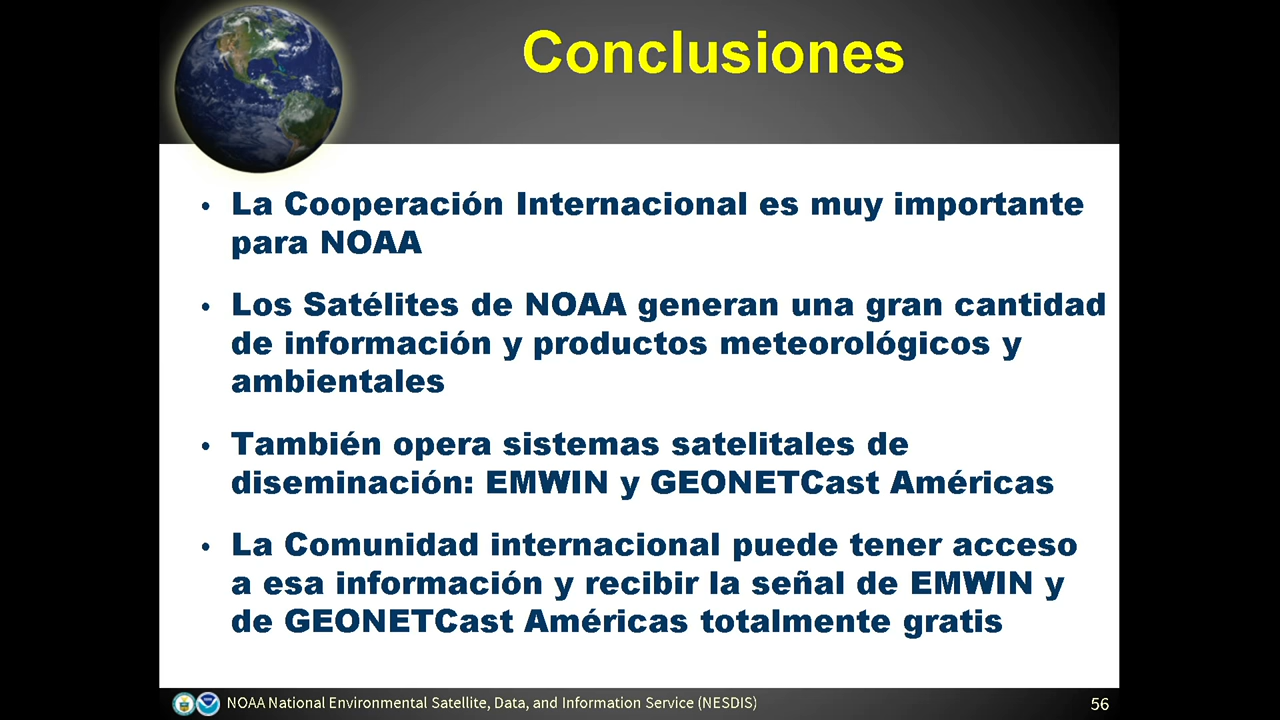 Conclusiones
• La Cooperación Internacional es muy importante
para NOAA
• Los Satélites de NOAA generan una gran cantidad
de información y productos meteorológicos y
ambientales
• También opera sistemas satelitales de
diseminación: EMWIN y GEONETCast Américas
• La Comunidad internacional puede tener acceso
a esa información y recibir la señal de EMWIN y
de GEONETCast Américas totalmente gratis
NOAA National Environmental Satellite, Data, and Information Service (NESDIS)
56